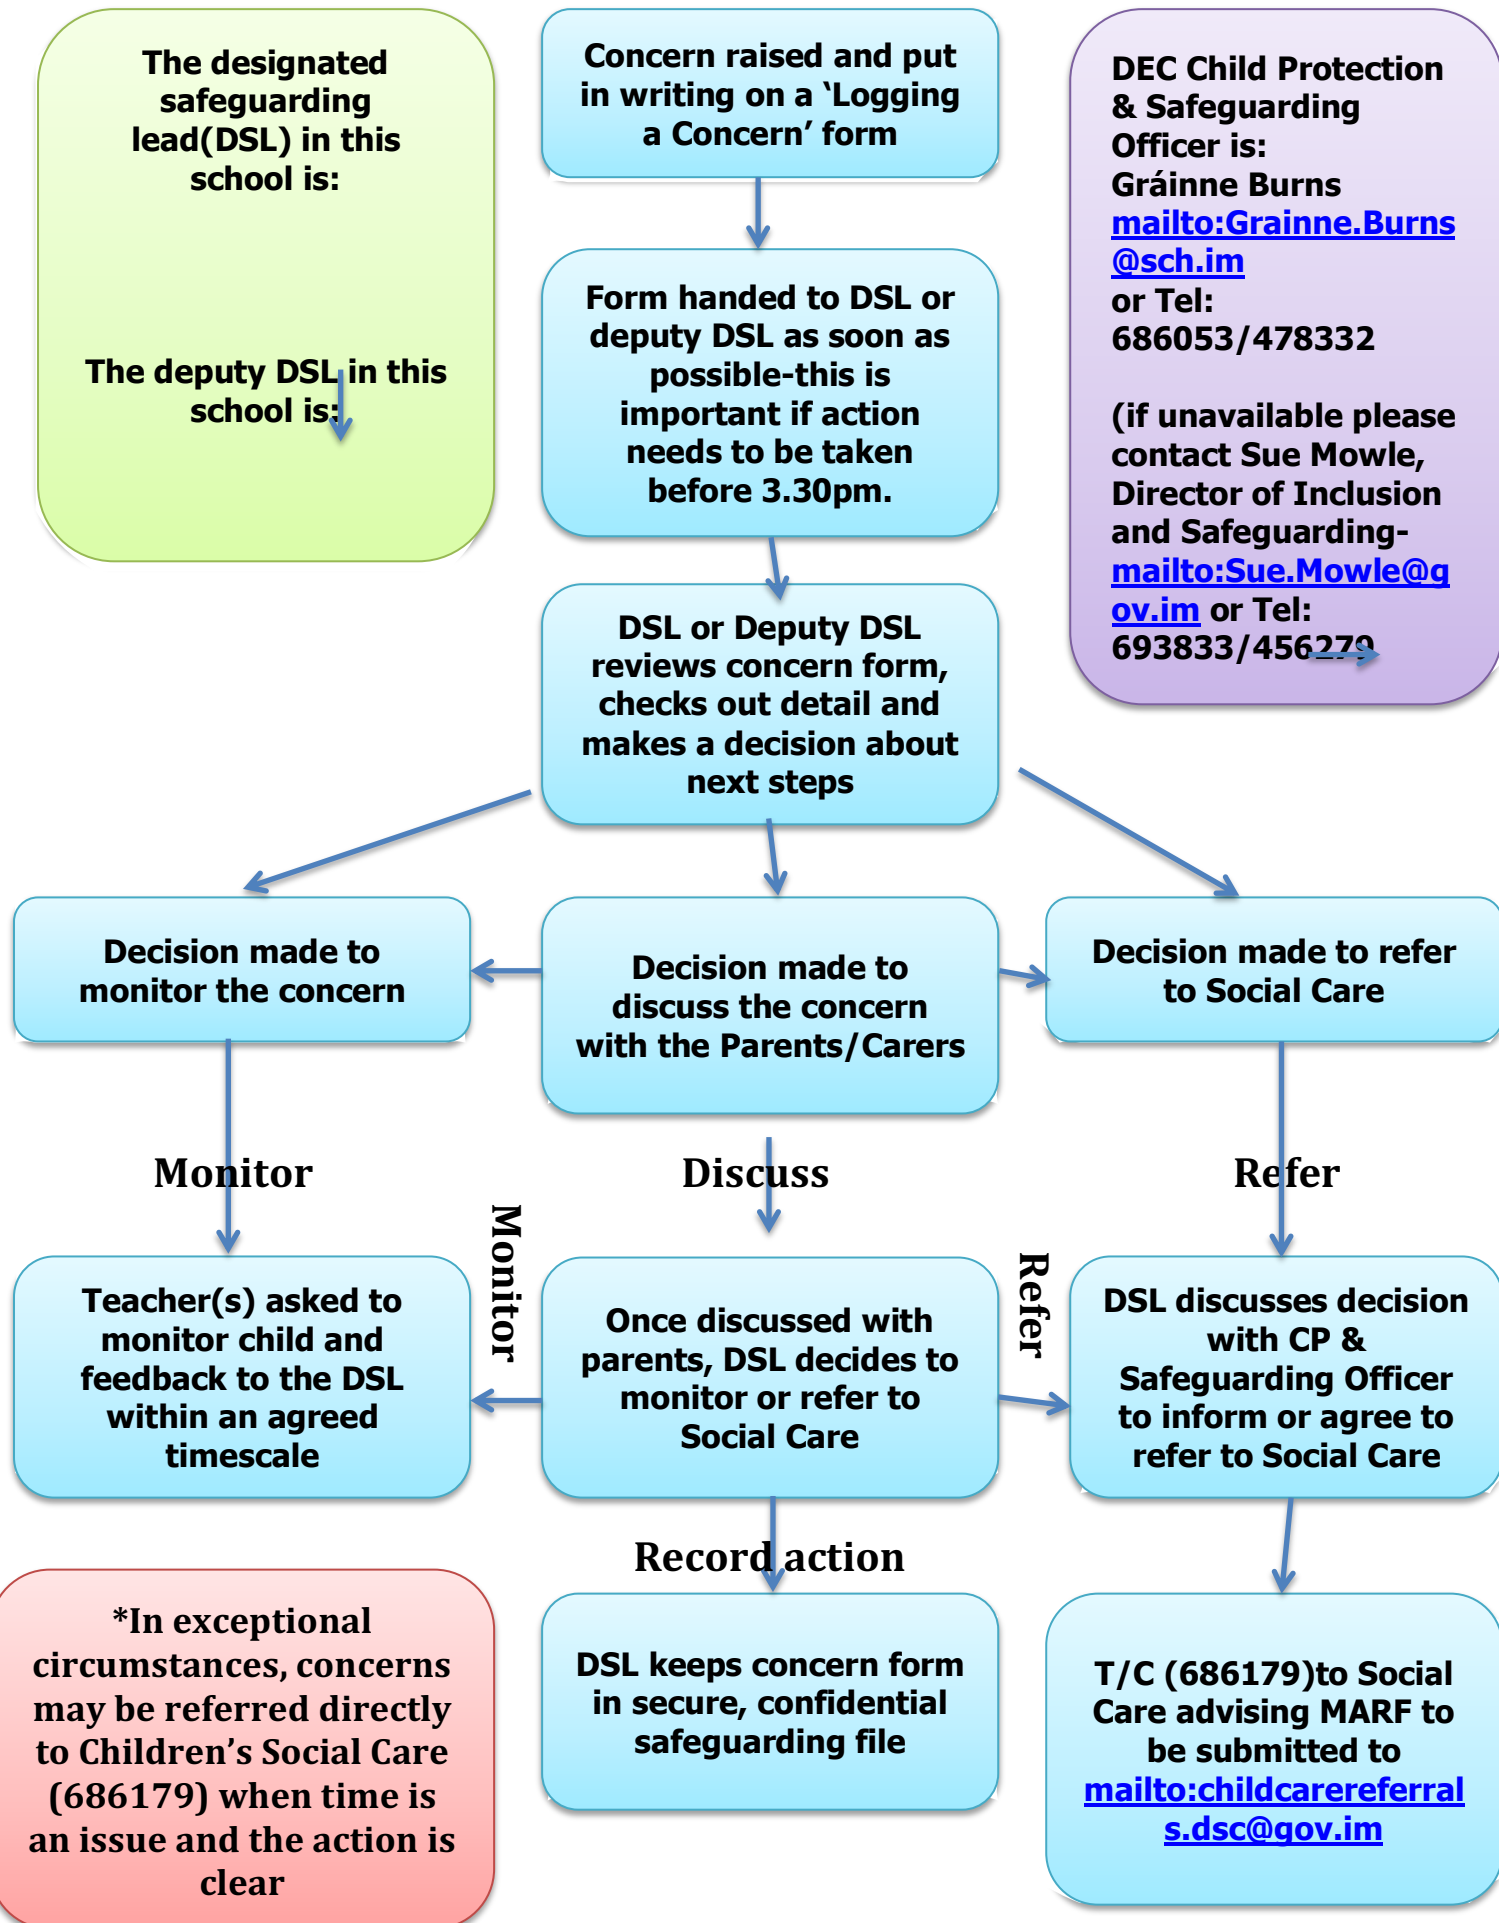 The designated
safeguarding
lead(DSL) in this
school is:
The deputy DSL in this
school is:
Concern raised and put
in writing on a ‘Logging
a Concern’ form
DEC Child Protection
& Safeguarding
Officer is:
Gráinne Burns
mailto:Grainne.Burns
@sch.im
or Tel:
686053/478332
(if unavailable please
contact Sue Mowle,
Director of Inclusion
and Safeguarding-
mailto:Sue.Mowle@g
ov.im or Tel:
693833/456279
Form handed to DSL or
deputy DSL as soon as
possible-this is
important if action
needs to be taken
before 3.30pm.
DSL or Deputy DSL
reviews concern form,
checks out detail and
makes a decision about
next steps
Decision made to
monitor the concern
Decision made to
discuss the concern
with the Parents/Carers
Decision made to refer
to Social Care
Monitor
Discuss
Refer
Monitor
Refer
Teacher(s) asked to
monitor child and
feedback to the DSL
within an agreed
timescale
Once discussed with
parents, DSL decides to
monitor or refer to
Social Care
DSL discusses decision
with CP &
Safeguarding Officer
to inform or agree to
refer to Social Care
Record action
*In exceptional
circumstances, concerns
may be referred directly
to Children’s Social Care
(686179) when time is
an issue and the action is
clear
DSL keeps concern form
in secure, confidential
safeguarding file
T/C (686179)to Social
Care advising MARF to
be submitted to
mailto:childcarereferral
s.dsc@gov.im